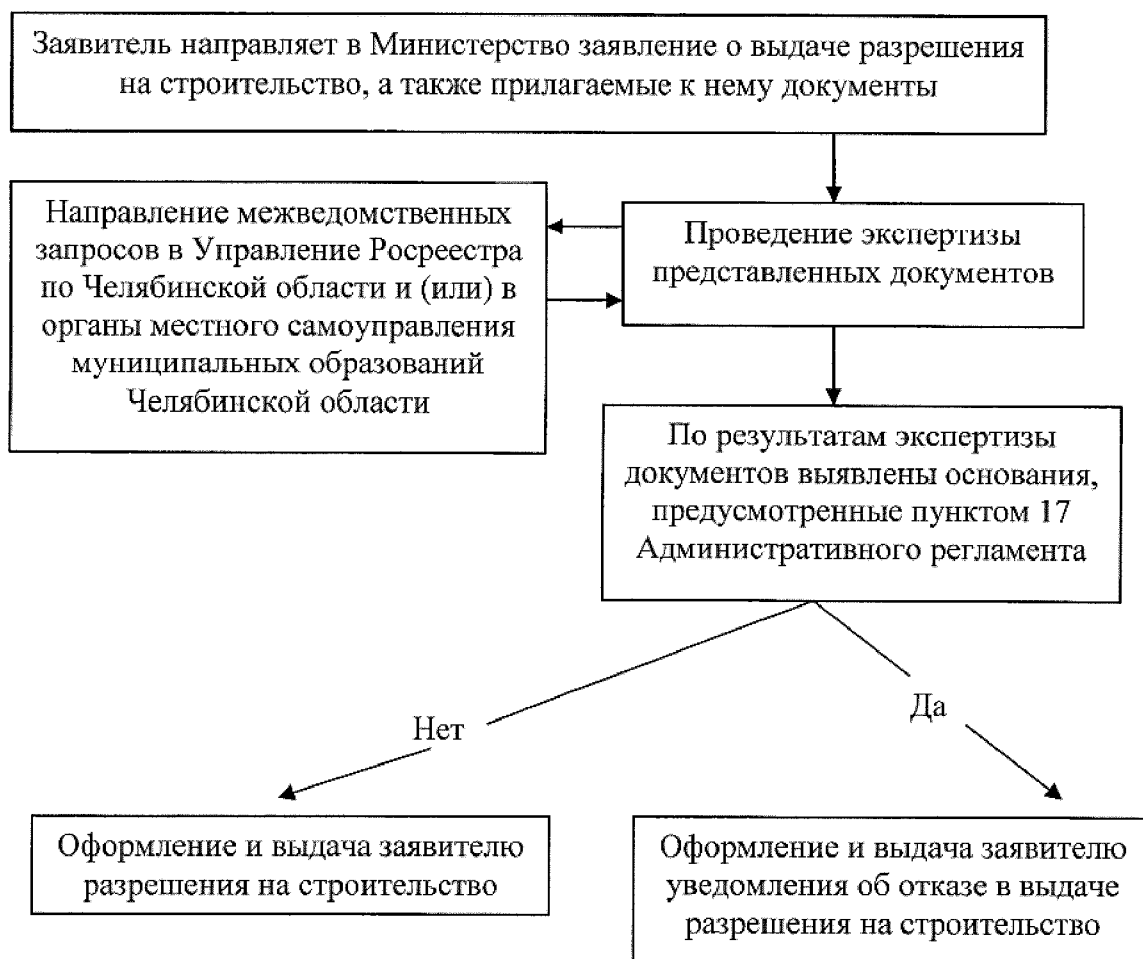 Заявитель направляет в Министерство заявление о выдаче разрешения
на строительство, а также прилагаемые к нему документы
Направление межведомственных
запросов в Управление Росреестра
по Челябинской области и (или) в
органы местного самоуправления
муниципальных образований
Челябинской области
Проведение экспертизы
представленных документов
По результатам экспертизы
документов выявлены основания,
предусмотренные пунктом 17
Административного регламента
Нет
Да
Оформление и выдача заявителю
разрешения на строительство
Оформление и выдача заявителю
уведомления об отказе в выдаче
разрешения на строительство